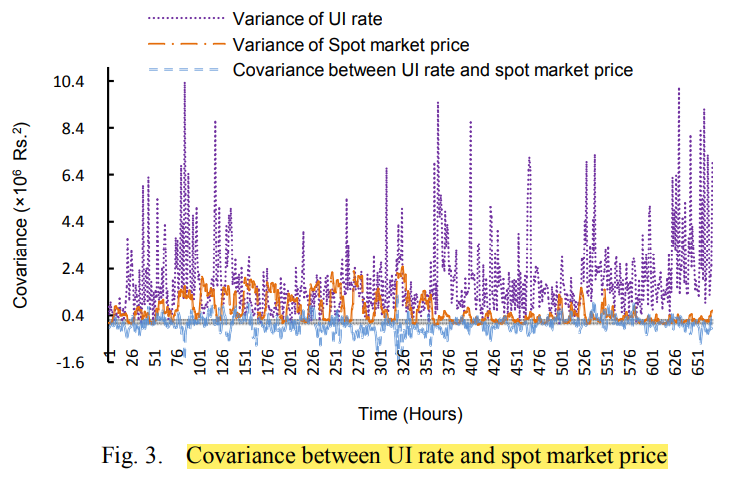 Variance of UI rate
Variance of Spot market price
Covariance between UI rate and spot market price
Covariance (×10⁶ Rs.²)
10.4
8.4
6.4
4.4
2.4
0.4
-1.6
1 26 51 76 101 126 151 176 201 226 251 276 301 326 351 376 401 426 451 476 501 526 551 576 601 626 651
Time (Hours)
Fig. 3. Covariance between UI rate and spot market price